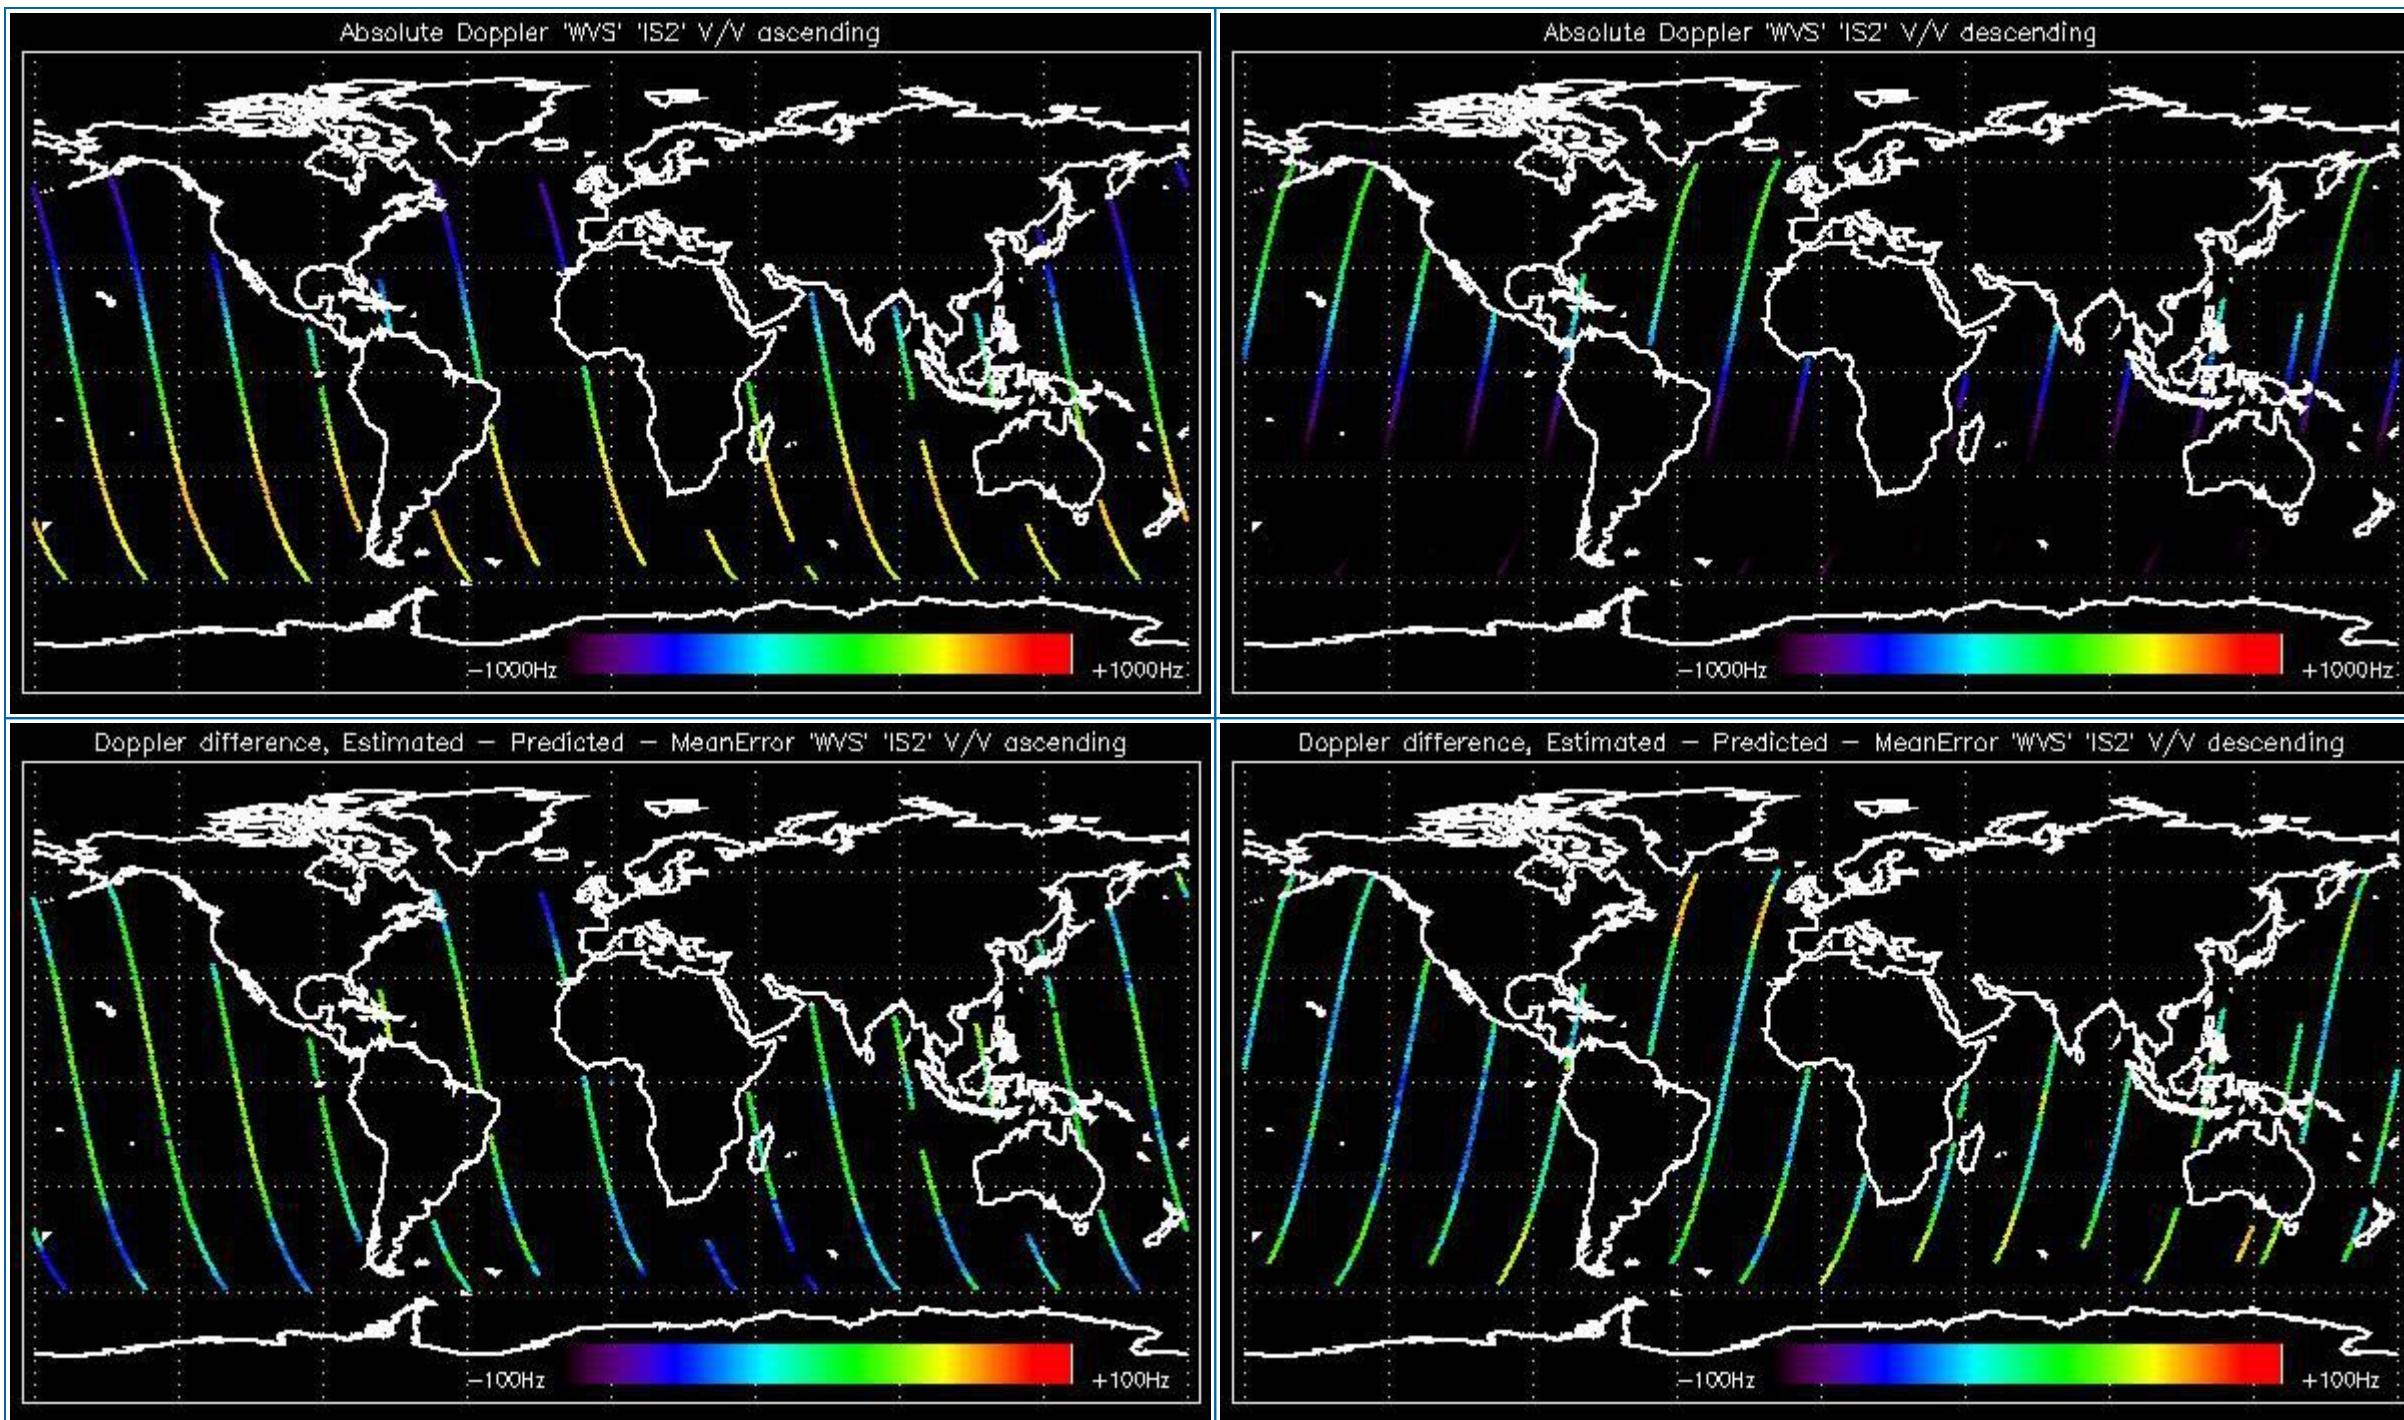 Absolute Doppler 'WVS' 'IS2' V/V ascending
-1000Hz
+1000Hz
Absolute Doppler 'WVS' 'IS2' V/V descending
-1000Hz
+1000Hz
Doppler difference, Estimated - Predicted - MeanError 'WVS' 'IS2' V/V ascending
-100Hz
+100Hz
Doppler difference, Estimated - Predicted - MeanError 'WVS' 'IS2' V/V descending
-100Hz
+100Hz